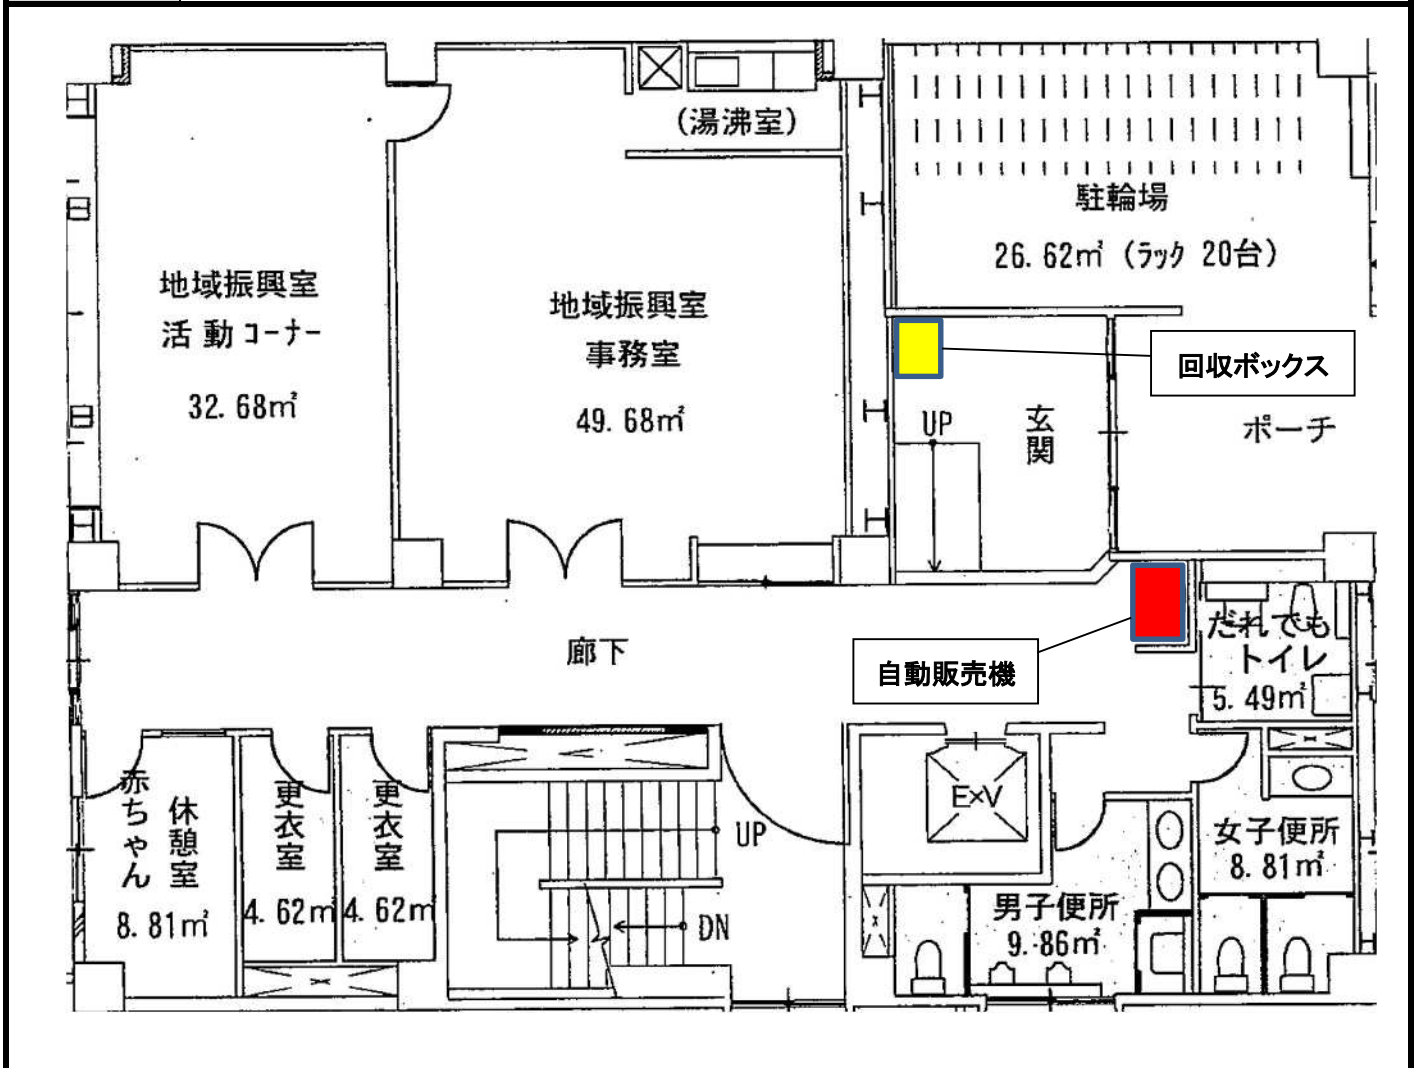 (湯沸室)
駐輪場
26.62㎡ (ラック 20台)
地域振興室
活動コーナー
32.68㎡
地域振興室
事務室
49.68㎡
回収ボックス
UP
玄関
ポーチ
廊下
自動販売機
だれでも
トイレ
5.49㎡
赤ちゃん
休憩室
8.81㎡
更衣室
4.62㎡
更衣室
4.62㎡
UP
DN
EV
女子便所
8.81㎡
男子便所
9.86㎡